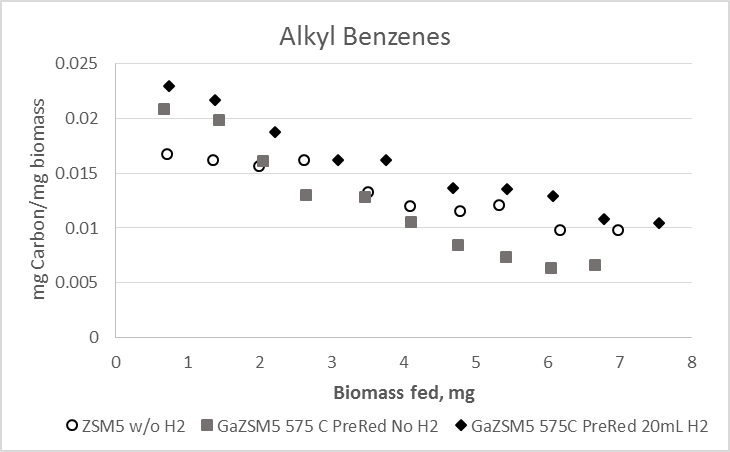 Alkyl Benzenes
mg Carbon/mg biomass
0.025
0.02
0.015
0.01
0.005
0
0 1 2 3 4 5 6 7 8
Biomass fed, mg
ZSM5 w/o H2 GaZSM5 575 C PreRed No H2 GaZSM5 575C PreRed 20mL H2